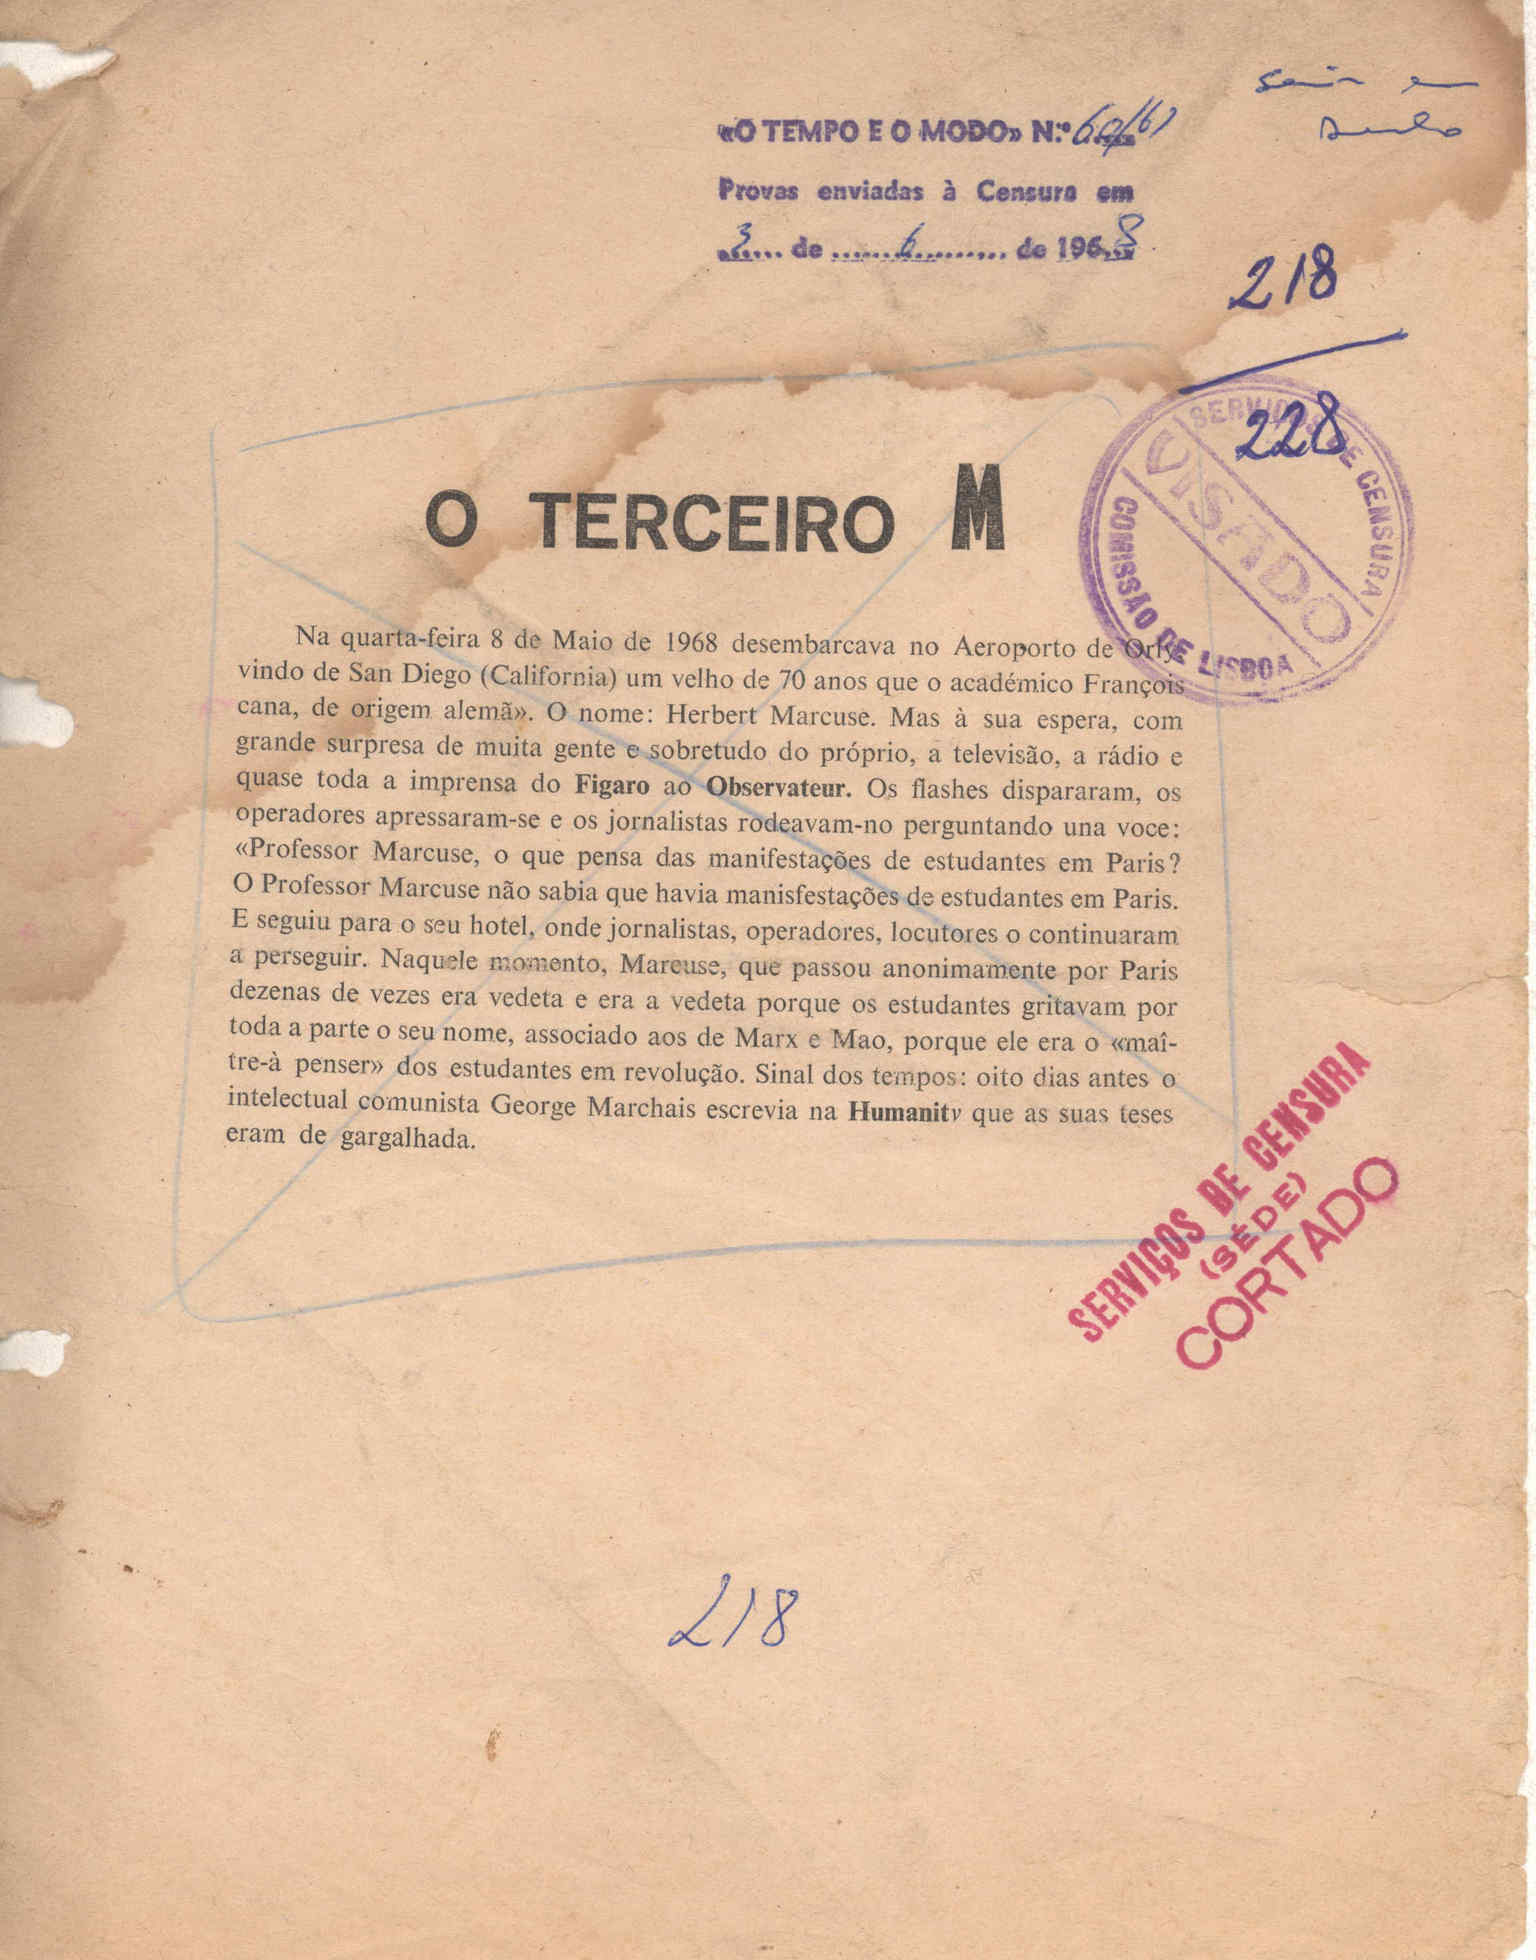 «O TEMPO E O MODO» N.º 60/61
Provas enviadas à Censura em
3 de 6 de 1968
218
228
SERVIÇOS DE CENSURA
VISADO
COMISSÃO DE LISBOA
O TERCEIRO M
Na quarta-feira 8 de Maio de 1968 desembarcava no Aeroporto de Orly
vindo de San Diego (California) um velho de 70 anos que o académico François
cana, de origem alemã». O nome: Herbert Marcuse. Mas à sua espera, com
grande surpresa de muita gente e sobretudo do próprio, a televisão, a rádio e
quase toda a imprensa do Figaro ao Observateur. Os flashes dispararam, os
operadores apressaram-se e os jornalistas rodeavam-no perguntando una voce:
«Professor Marcuse, o que pensa das manifestações de estudantes em Paris?
O Professor Marcuse não sabia que havia manisfestações de estudantes em Paris.
E seguiu para o seu hotel, onde jornalistas, operadores, locutores o continuaram
a perseguir. Naquele momento, Marcuse, que passou anonimamente por Paris
dezenas de vezes era vedeta e era a vedeta porque os estudantes gritavam por
toda a parte o seu nome, associado aos de Marx e Mao, porque ele era o «maî-
tre-à penser» dos estudantes em revolução. Sinal dos tempos: oito dias antes o
intelectual comunista George Marchais escrevia na Humanity que as suas teses
eram de gargalhada.
SERVIÇOS DE CENSURA
(SÉDE)
CORTADO
218